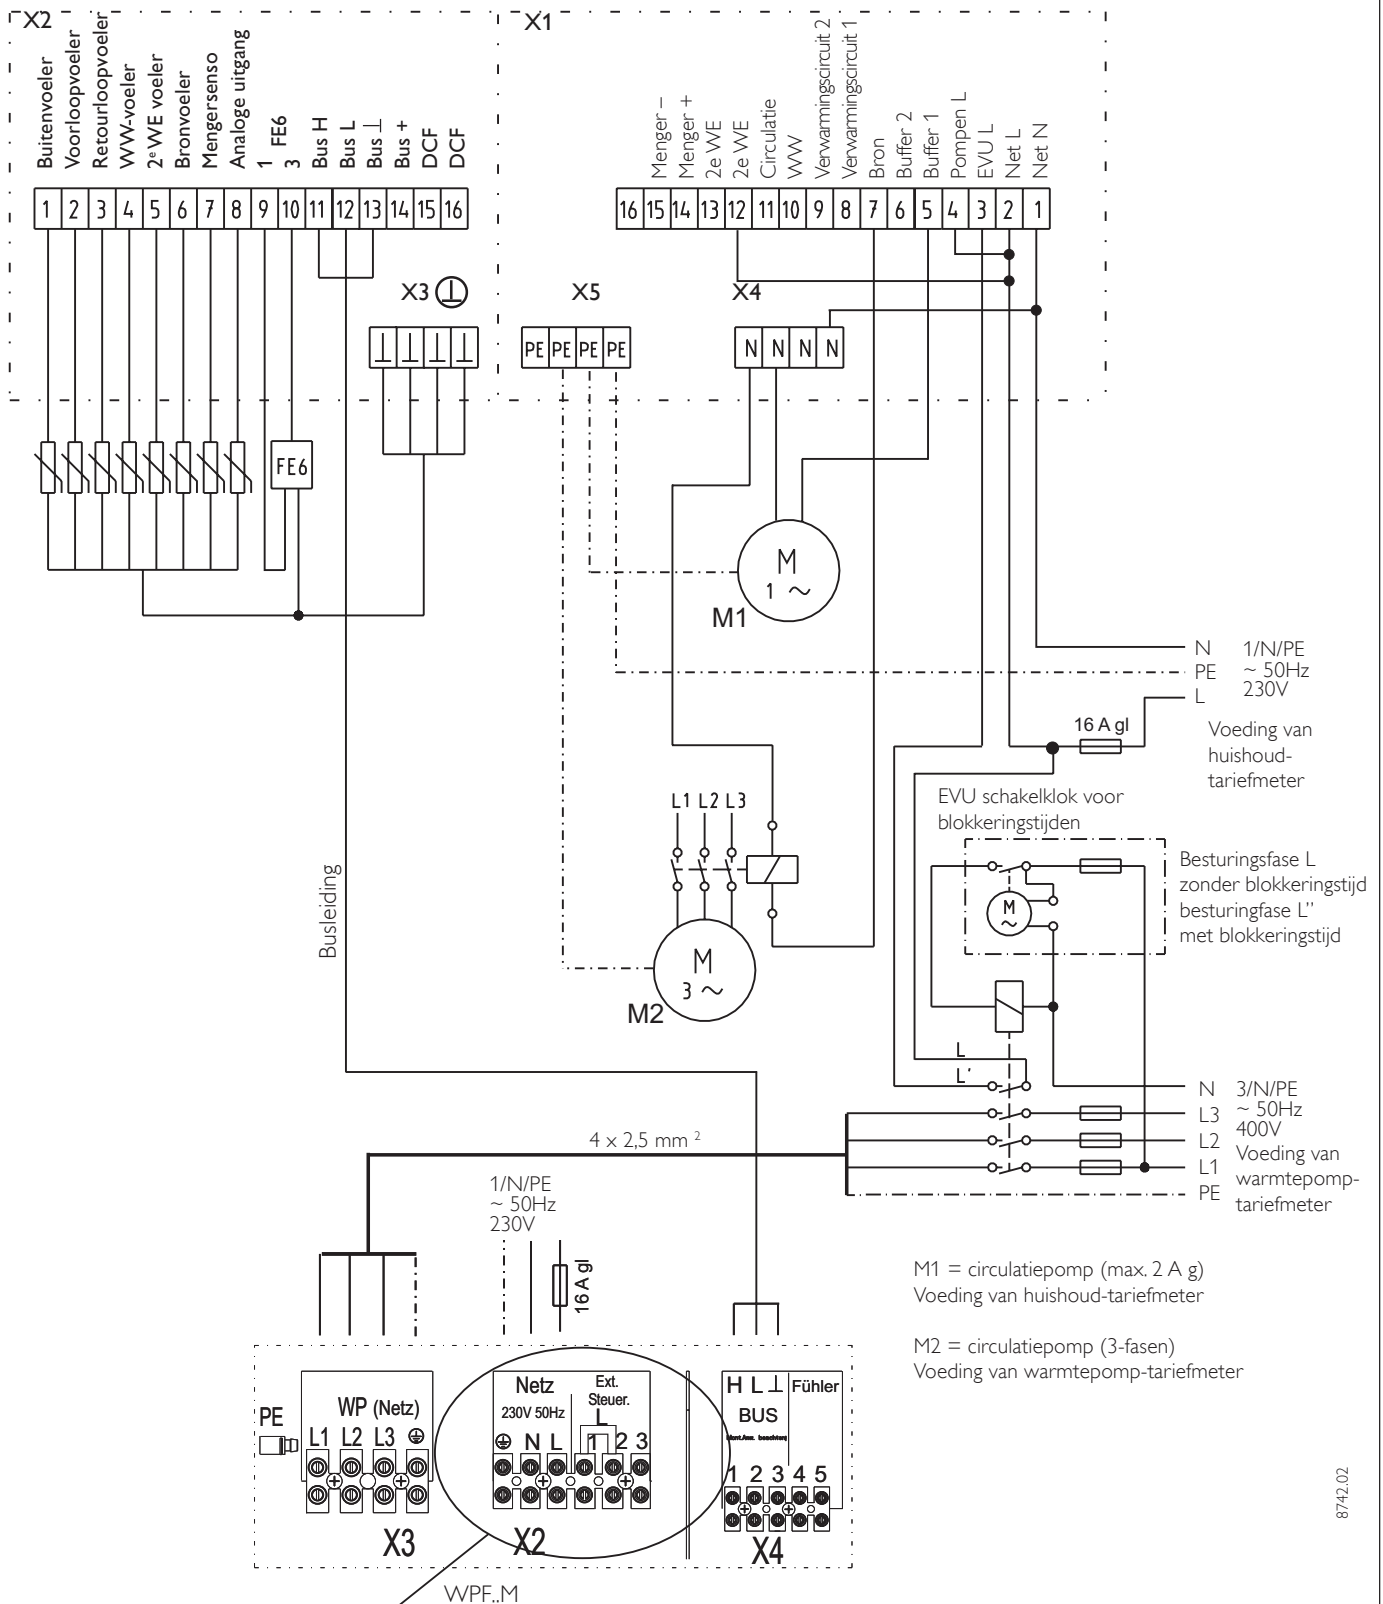 X2
X1
Buitenvoeler
Voorloopvoeler
Retourloopvoeler
WW-voeler
2e WE voeler
Bronvoeler
Mengersenso
Analoge uitgang
1 FE6
3
Bus H
Bus L
Bus ⊥
Bus +
DCF
DCF
Menger –
Menger +
2e WE
2e WE
Circulatie
WW
Verwarmingscircuit 2
Verwarmingscircuit 1
Bron
Buffer 2
Buffer 1
Pompen L
EVU L
Net L
Net N
1 2 3 4 5 6 7 8 9 10 11 12 13 14 15 16
16 15 14 13 12 11 10 9 8 7 6 5 4 3 2 1
X3 ⊥
X5
X4
⊥ ⊥ ⊥ ⊥
PE PE PE PE
N N N N
FE6
M
1 ~
M1
N 1/N/PE
PE ~ 50Hz
L 230V
16 A gl
Voeding van
huishoud-
tariefmeter
L1 L2 L3
EVU schakelklok voor
blokkeringstijden
Besturingsfase L
zonder blokkeringstijd
besturingfase L’’
met blokkeringstijd
M
~
Busleiding
M
3 ~
M2
L
L'
N 3/N/PE
L3 ~ 50Hz
400V
L2
Voeding van
L1
warmtepomp-
PE
tariefmeter
4 x 2,5 mm ²
1/N/PE
~ 50Hz
230V
16 A gl
M1 = circulatiepomp (max. 2 A g)
Voeding van huishoud-tariefmeter
M2 = circulatiepomp (3-fasen)
Voeding van warmtepomp-tariefmeter
PE
WP (Netz)
L1 L2 L3
X3
Netz
230V 50Hz
N L
Ext.
Steuer.
L
1 2 3
X2
H L ⊥
Fühler
BUS
Mont.Anw. beachten
1 2 3 4 5
X4
WPF..M
8742.02